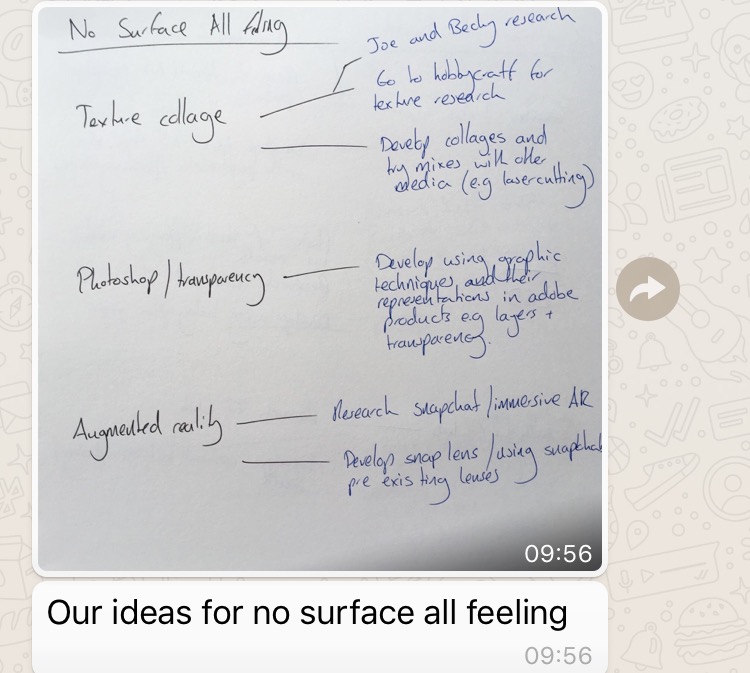 No Surface All feeling
Joe and Becky research
Go to hobbycraft for
texture research
Texture collage
Develop collages and
try mixes with other
media (e.g lasercutting)
Photoshop/transparency
Develop using graphic
techniques and their
representations in adobe
products e.g layers +
transparency.
Augmented reality
Research snapchat/immersive AR
Develop snap lens/using snapchat
pre existing lenses
09:56
Our ideas for no surface all feeling
09:56